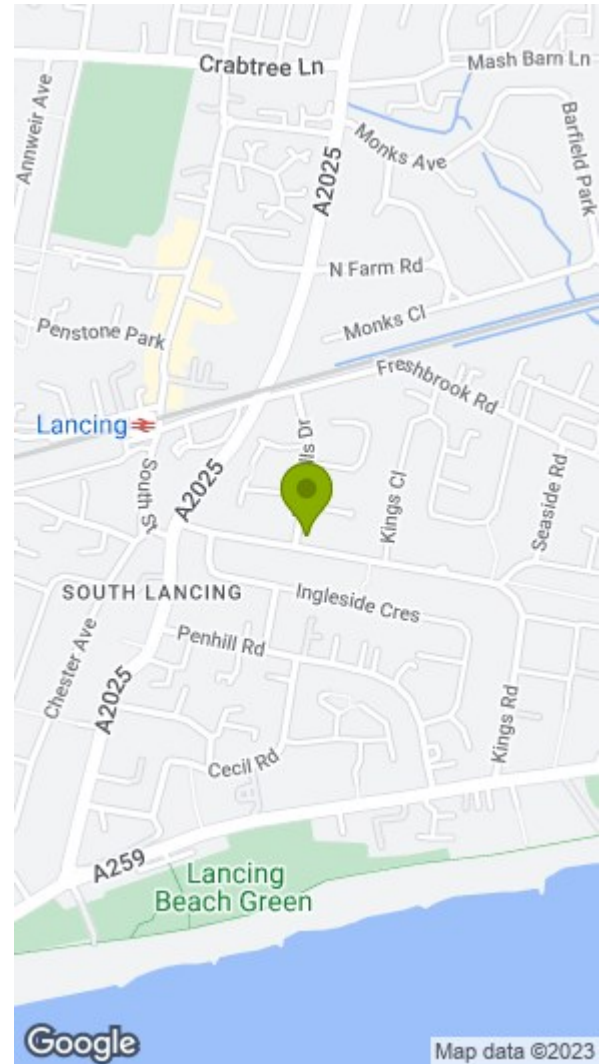 Crabtree Ln
Mash Barn Ln
Annweir Ave
Barfield Park
Monks Ave
A2025
N Farm Rd
Monks Cl
Penstone Park
Freshbrook Rd
Lancing
lls Dr
South St
A2025
Kings Cl
Seaside Rd
SOUTH LANCING
Ingleside Cres
Chester Ave
Penhill Rd
A2025
Kings Rd
Cecil Rd
A259
Lancing
Beach Green
Google
Map data ©2023